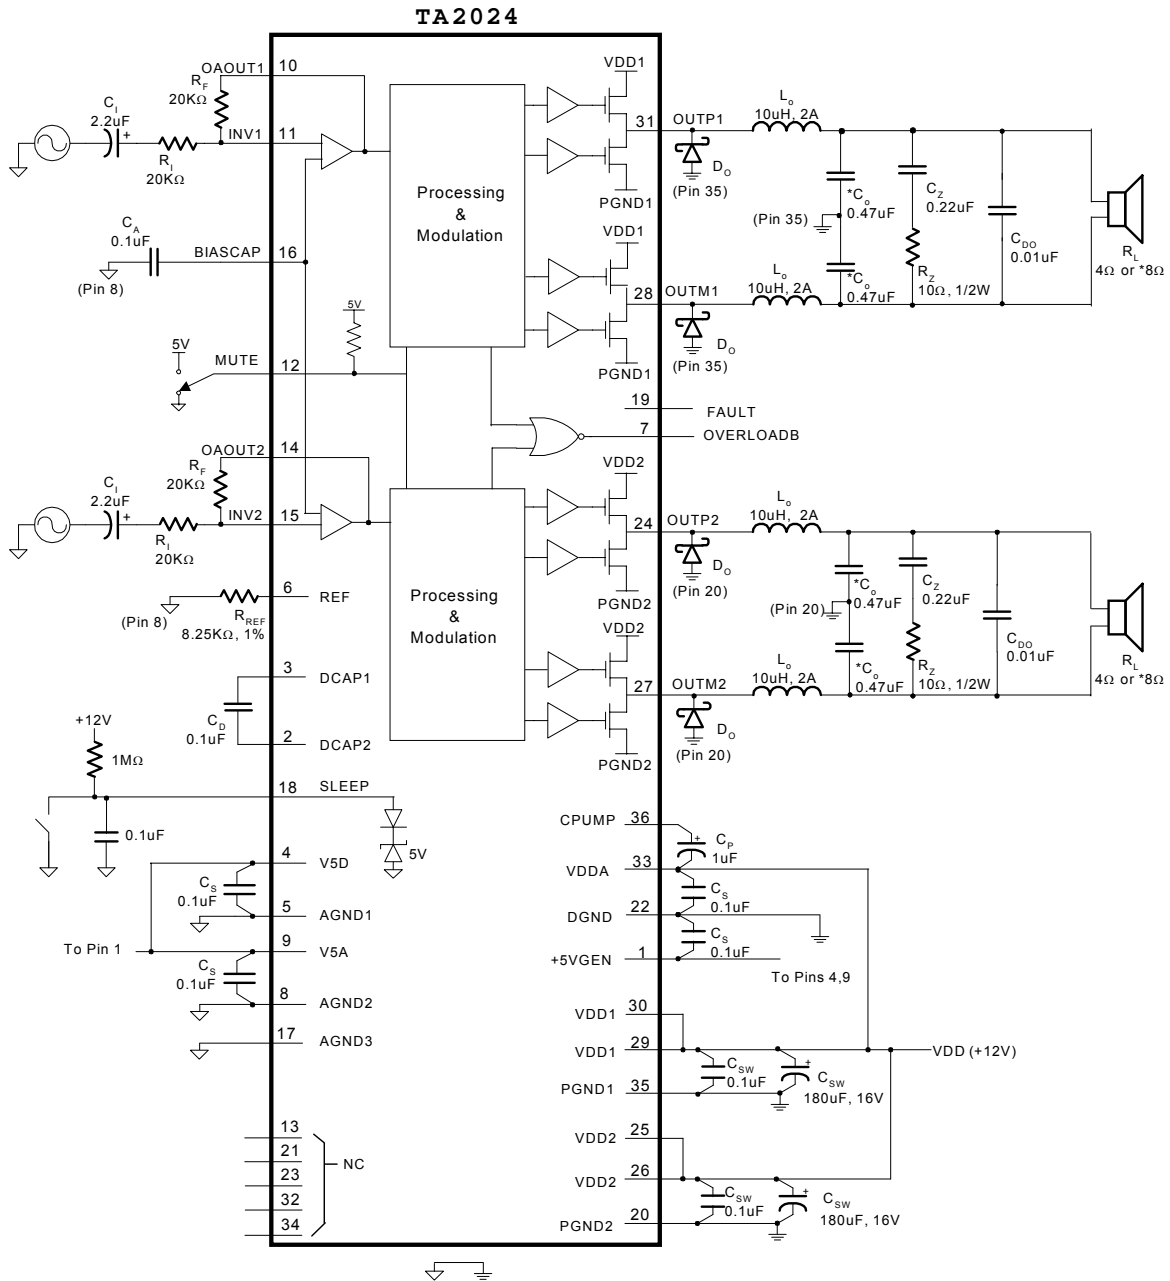 TA2024
OAOUT1 10
R_F
20KΩ
C_I
2.2uF +
INV1 11
R_I
20KΩ
C_A
0.1uF
BIASCAP 16
(Pin 8)
5V
5V
MUTE 12
OAOUT2 14
R_F
20KΩ
C_I
2.2uF
+
INV2 15
R_I
20KΩ
6 REF
(Pin 8)
R_REF
8.25KΩ, 1%
3 DCAP1
C_D
0.1uF
2 DCAP2
+12V
1MΩ
18 SLEEP
0.1uF
5V
4 V5D
C_S
0.1uF
5 AGND1
To Pin 1
9 V5A
C_S
0.1uF
8 AGND2
17 AGND3
13
21
23
32
34
NC
Processing
&
Modulation
Processing
&
Modulation
VDD1
31 OUTP1
PGND1
VDD1
28 OUTM1
PGND1
19 FAULT
7 OVERLOADB
VDD2
24 OUTP2
PGND2
VDD2
27 OUTM2
PGND2
L_o
10uH, 2A
D_O
(Pin 35)
(Pin 35)
*C_o
0.47uF
C_Z
0.22uF
C_DO
0.01uF
R_L
4Ω or *8Ω
*C_o
0.47uF
R_Z
10Ω, 1/2W
L_o
10uH, 2A
D_O
(Pin 35)
L_o
10uH, 2A
D_O
(Pin 20)
(Pin 20)
*C_o
0.47uF
C_Z
0.22uF
C_DO
0.01uF
R_L
4Ω or *8Ω
*C_o
0.47uF
R_Z
10Ω, 1/2W
L_o
10uH, 2A
D_O
(Pin 20)
CPUMP 36
+
C_P
1uF
VDDA 33
C_S
0.1uF
DGND 22
C_S
0.1uF
+5VGEN 1
To Pins 4,9
VDD1 30
VDD1 29
VDD (+12V)
C_SW
0.1uF
+
C_SW
180uF, 16V
PGND1 35
VDD2 25
VDD2 26
C_SW
0.1uF
+
C_SW
180uF, 16V
PGND2 20